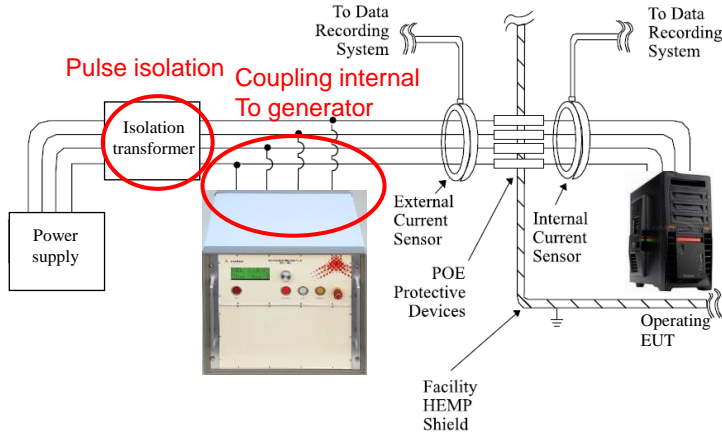 To Data
Recording
System
To Data
Recording
System
Pulse isolation
Coupling internal
To generator
Isolation
transformer
External
Current
Sensor
Internal
Current
Sensor
Power
supply
POE
Protective
Devices
Operating
EUT
Facility
HEMP
Shield